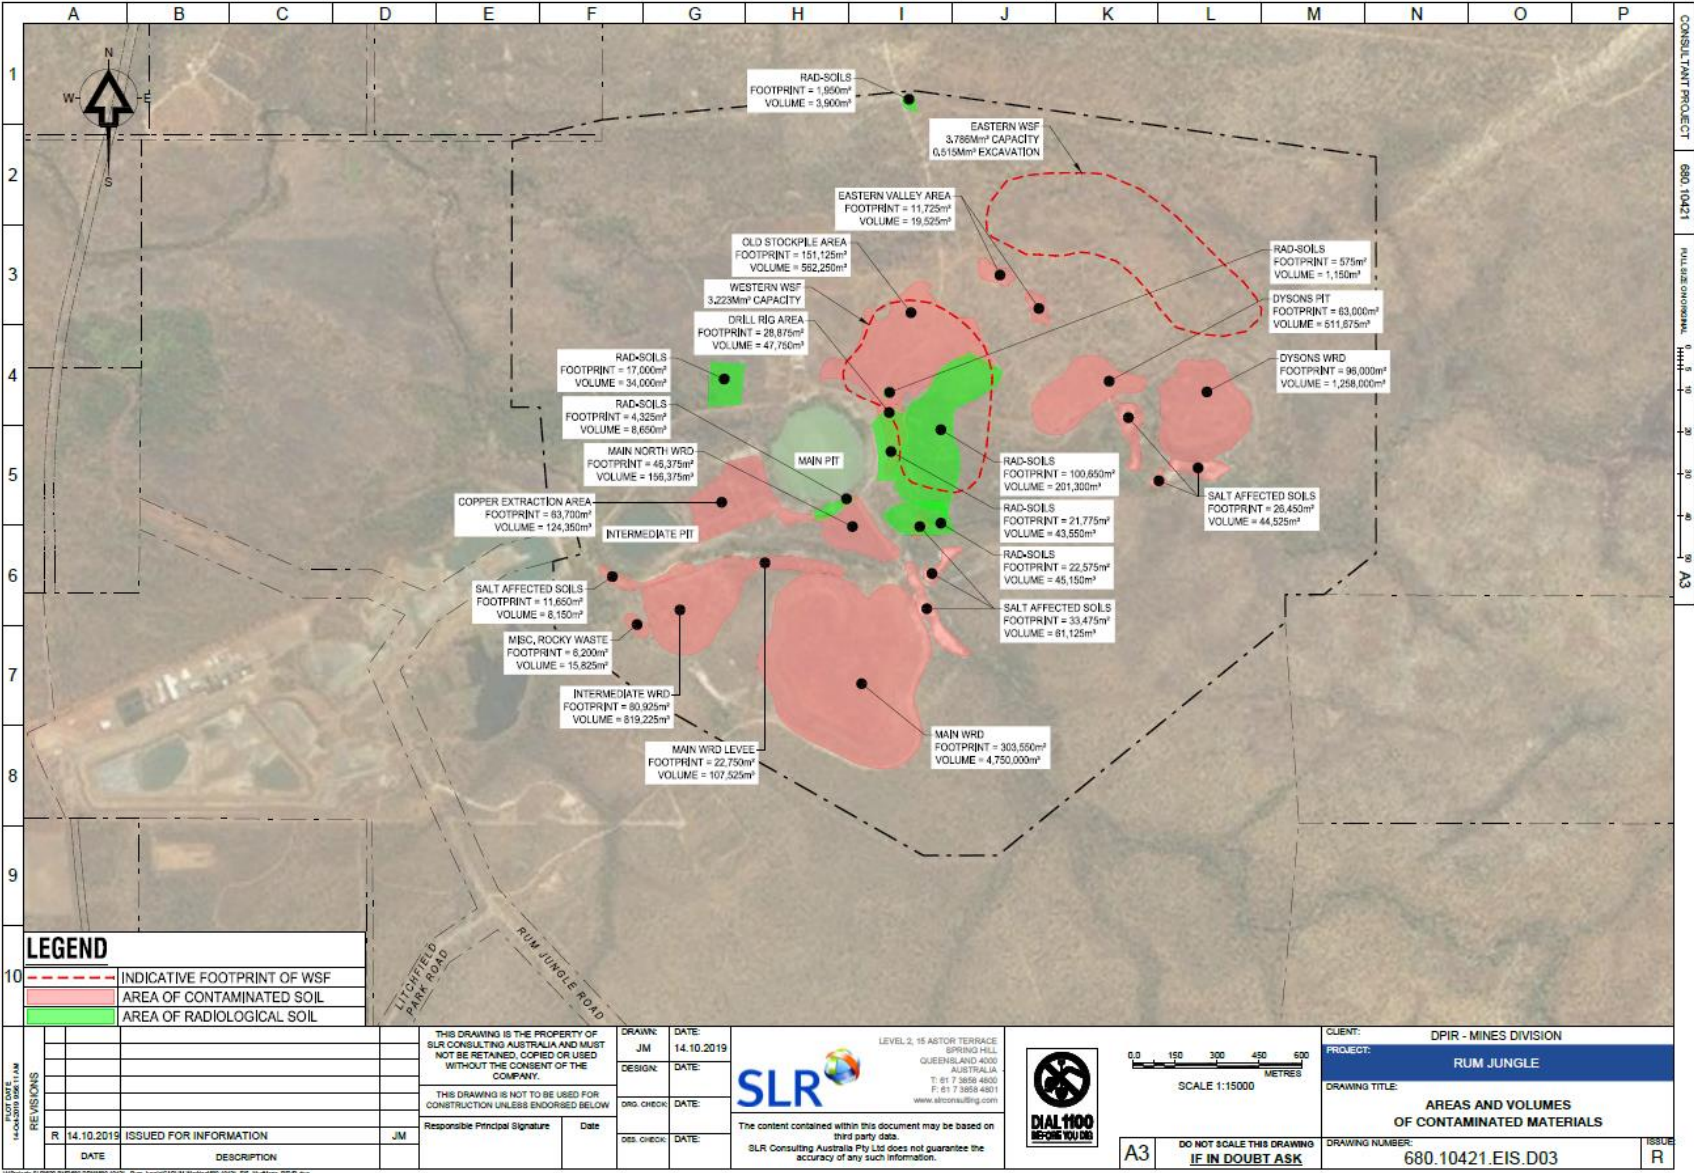 A B C D E F G H I J K L M N O P
1
2
3
4
5
6
7
8
9
10
N
W
E
S
RAD-SOILS
FOOTPRINT = 1,950m²
VOLUME = 3,900m³
EASTERN WSF
3.786Mm³ CAPACITY
0.515Mm³ EXCAVATION
EASTERN VALLEY AREA
FOOTPRINT = 11,725m²
VOLUME = 19,525m³
OLD STOCKPILE AREA
FOOTPRINT = 151,125m²
VOLUME = 562,250m³
WESTERN WSF
3.223Mm³ CAPACITY
DRILL RIG AREA
FOOTPRINT = 28,875m²
VOLUME = 47,750m³
RAD-SOILS
FOOTPRINT = 17,000m²
VOLUME = 34,000m³
RAD-SOILS
FOOTPRINT = 4,325m²
VOLUME = 8,650m³
MAIN NORTH WRD
FOOTPRINT = 46,375m²
VOLUME = 156,375m³
COPPER EXTRACTION AREA
FOOTPRINT = 63,700m²
VOLUME = 124,350m³
INTERMEDIATE PIT
MAIN PIT
SALT AFFECTED SOILS
FOOTPRINT = 11,650m²
VOLUME = 8,150m³
MISC. ROCKY WASTE
FOOTPRINT = 6,200m²
VOLUME = 15,825m³
INTERMEDIATE WRD
FOOTPRINT = 80,925m²
VOLUME = 819,225m³
MAIN WRD LEVEE
FOOTPRINT = 22,750m²
VOLUME = 107,525m³
MAIN WRD
FOOTPRINT = 303,550m²
VOLUME = 4,750,000m³
RAD-SOILS
FOOTPRINT = 575m²
VOLUME = 1,150m³
DYSONS PIT
FOOTPRINT = 63,000m²
VOLUME = 511,675m³
DYSONS WRD
FOOTPRINT = 96,000m²
VOLUME = 1,258,000m³
RAD-SOILS
FOOTPRINT = 100,650m²
VOLUME = 201,300m³
RAD-SOILS
FOOTPRINT = 21,775m²
VOLUME = 43,550m³
RAD-SOILS
FOOTPRINT = 22,575m²
VOLUME = 45,150m³
SALT AFFECTED SOILS
FOOTPRINT = 33,475m²
VOLUME = 61,125m³
SALT AFFECTED SOILS
FOOTPRINT = 26,450m²
VOLUME = 44,525m³
LITCHFIELD
PARK ROAD
RUM JUNGLE ROAD
CONSULTANT PROJECT
680.10421
FULL SIZE ON ORIGINAL
0 5 10 20 30 40 50
A3
LEGEND
INDICATIVE FOOTPRINT OF WSF
AREA OF CONTAMINATED SOIL
AREA OF RADIOLOGICAL SOIL
PLOT DATE
REVISIONS
R 14.10.2019 ISSUED FOR INFORMATION JM
DATE DESCRIPTION
THIS DRAWING IS THE PROPERTY OF
SLR CONSULTING AUSTRALIA AND MUST
NOT BE RETAINED, COPIED OR USED
WITHOUT THE CONSENT OF THE
COMPANY.
THIS DRAWING IS NOT TO BE USED FOR
CONSTRUCTION UNLESS ENDORSED BELOW
Responsible Principal Signature Date
DRAWN: DATE:
JM 14.10.2019
DESIGN: DATE:
DRG. CHECK: DATE:
DES. CHECK: DATE:
SLR
LEVEL 2, 15 ASTOR TERRACE
SPRING HILL
QUEENSLAND 4000
AUSTRALIA
T: 61 7 3858 4800
F: 61 7 3858 4801
www.slrconsulting.com
The content contained within this document may be based on
third party data.
SLR Consulting Australia Pty Ltd does not guarantee the
accuracy of any such information.
DIAL 1100
BEFORE YOU DIG
0.0 150 300 450 600
METRES
SCALE 1:15000
A3
DO NOT SCALE THIS DRAWING
IF IN DOUBT ASK
CLIENT:
DPIR - MINES DIVISION
PROJECT:
RUM JUNGLE
DRAWING TITLE:
AREAS AND VOLUMES
OF CONTAMINATED MATERIALS
DRAWING NUMBER:
680.10421.EIS.D03
ISSUE:
R